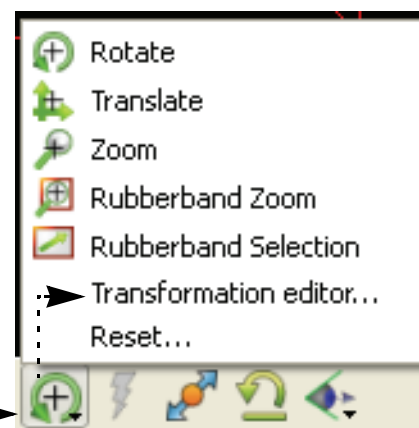 Rotate
Translate
Zoom
Rubberband Zoom
Rubberband Selection
Transformation editor...
Reset...